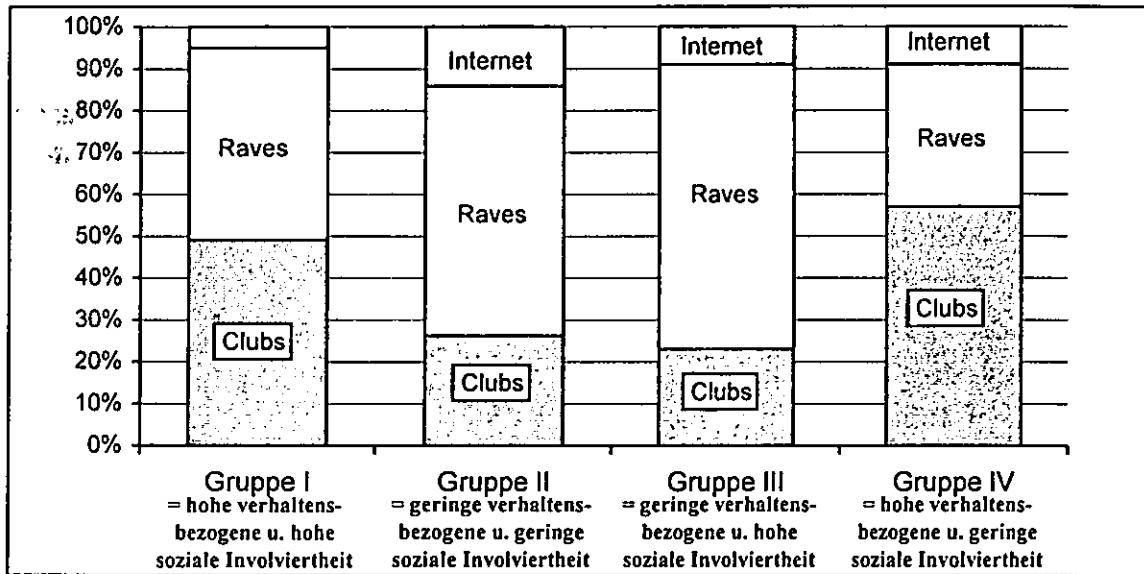 100%
90%
80%
70%
60%
50%
40%
30%
20%
10%
0%
Raves
Clubs
Internet
Raves
Clubs
Internet
Raves
Clubs
Internet
Raves
Clubs
Gruppe I
= hohe verhaltens-
bezogene u. hohe
soziale Involviertheit
Gruppe II
= geringe verhaltens-
bezogene u. geringe
soziale Involviertheit
Gruppe III
= geringe verhaltens-
bezogene u. hohe
soziale Involviertheit
Gruppe IV
= hohe verhaltens-
bezogene u. geringe
soziale Involviertheit